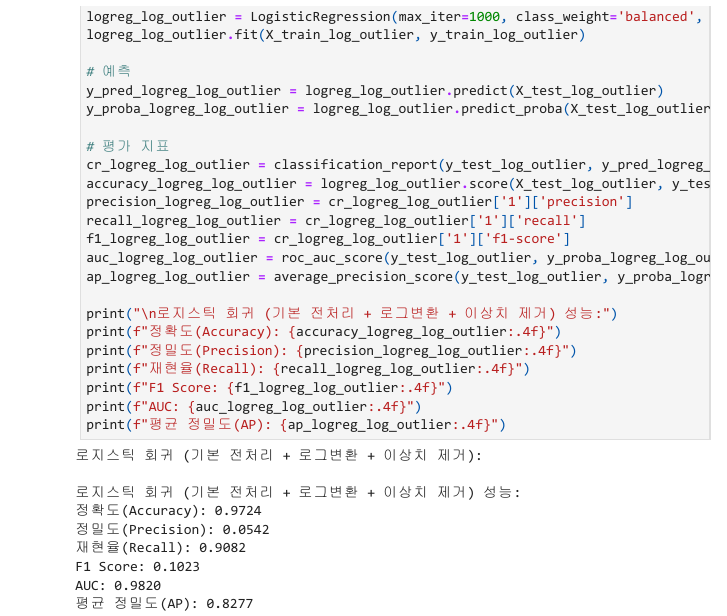 logreg_log_outlier = LogisticRegression(max_iter=1000, class_weight='balanced',
logreg_log_outlier.fit(X_train_log_outlier, y_train_log_outlier)
# 예측
y_pred_logreg_log_outlier = logreg_log_outlier.predict(X_test_log_outlier)
y_proba_logreg_log_outlier = logreg_log_outlier.predict_proba(X_test_log_outlier
# 평가 지표
cr_logreg_log_outlier = classification_report(y_test_log_outlier, y_pred_logreg_
accuracy_logreg_log_outlier = logreg_log_outlier.score(X_test_log_outlier, y_tes
precision_logreg_log_outlier = cr_logreg_log_outlier['1']['precision']
recall_logreg_log_outlier = cr_logreg_log_outlier['1']['recall']
f1_logreg_log_outlier = cr_logreg_log_outlier['1']['f1-score']
auc_logreg_log_outlier = roc_auc_score(y_test_log_outlier, y_proba_logreg_log_ou
ap_logreg_log_outlier = average_precision_score(y_test_log_outlier, y_proba_logr
print("\n로지스틱 회귀 (기본 전처리 + 로그변환 + 이상치 제거) 성능:")
print(f"정확도(Accuracy): {accuracy_logreg_log_outlier:.4f}")
print(f"정밀도(Precision): {precision_logreg_log_outlier:.4f}")
print(f"재현율(Recall): {recall_logreg_log_outlier:.4f}")
print(f"F1 Score: {f1_logreg_log_outlier:.4f}")
print(f"AUC: {auc_logreg_log_outlier:.4f}")
print(f"평균 정밀도(AP): {ap_logreg_log_outlier:.4f}")
로지스틱 회귀 (기본 전처리 + 로그변환 + 이상치 제거):
로지스틱 회귀 (기본 전처리 + 로그변환 + 이상치 제거) 성능:
정확도(Accuracy): 0.9724
정밀도(Precision): 0.0542
재현율(Recall): 0.9082
F1 Score: 0.1023
AUC: 0.9820
평균 정밀도(AP): 0.8277